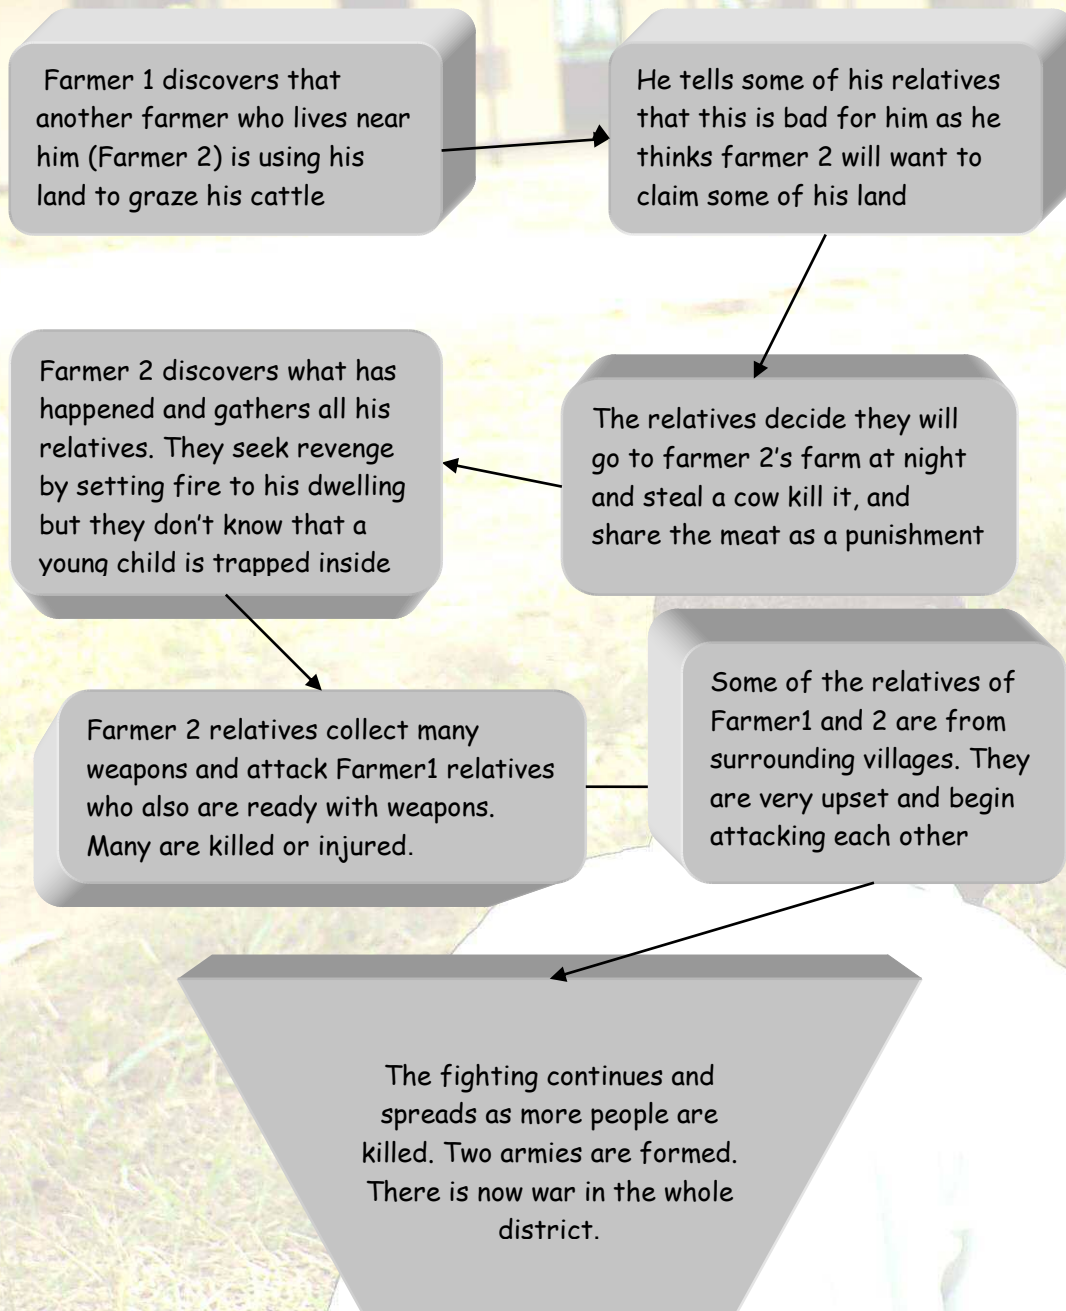 Farmer 1 discovers that
another farmer who lives near
him (Farmer 2) is using his
land to graze his cattle
He tells some of his relatives
that this is bad for him as he
thinks farmer 2 will want to
claim some of his land
The relatives decide they will
go to farmer 2's farm at night
and steal a cow kill it, and
share the meat as a punishment
Farmer 2 discovers what has
happened and gathers all his
relatives. They seek revenge
by setting fire to his dwelling
but they don't know that a
young child is trapped inside
Farmer 2 relatives collect many
weapons and attack Farmer1 relatives
who also are ready with weapons.
Many are killed or injured.
Some of the relatives of
Farmer1 and 2 are from
surrounding villages. They
are very upset and begin
attacking each other
The fighting continues and
spreads as more people are
killed. Two armies are formed.
There is now war in the whole
district.